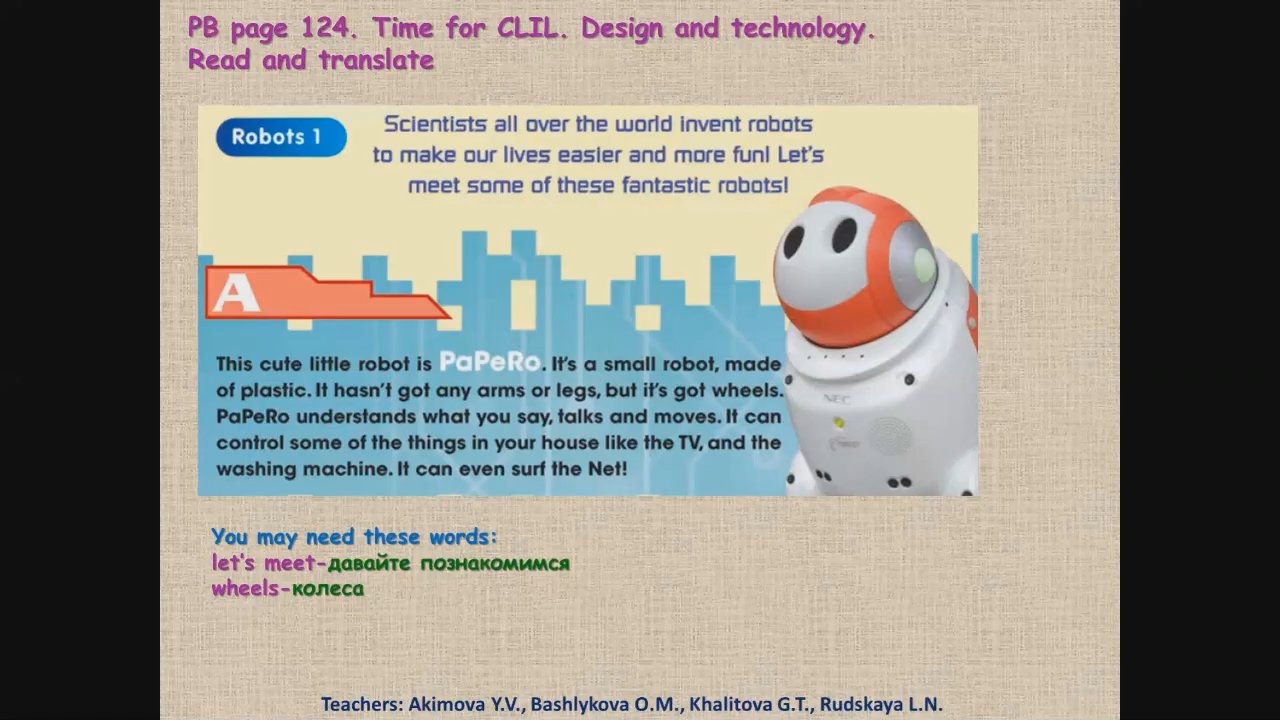 PB page 124. Time for CLIL. Design and technology.
Read and translate
Robots 1
Scientists all over the world invent robots
to make our lives easier and more fun! Let's
meet some of these fantastic robots!
A
This cute little robot is PaPeRo. It's a small robot, made
of plastic. It hasn't got any arms or legs, but it's got wheels.
PaPeRo understands what you say, talks and moves. It can
control some of the things in your house like the TV, and the
washing machine. It can even surf the Net!
NEC
You may need these words:
let's meet-давайте познакомимся
wheels-колеса
Teachers: Akimova Y.V., Bashlykova O.M., Khalitova G.T., Rudskaya L.N.